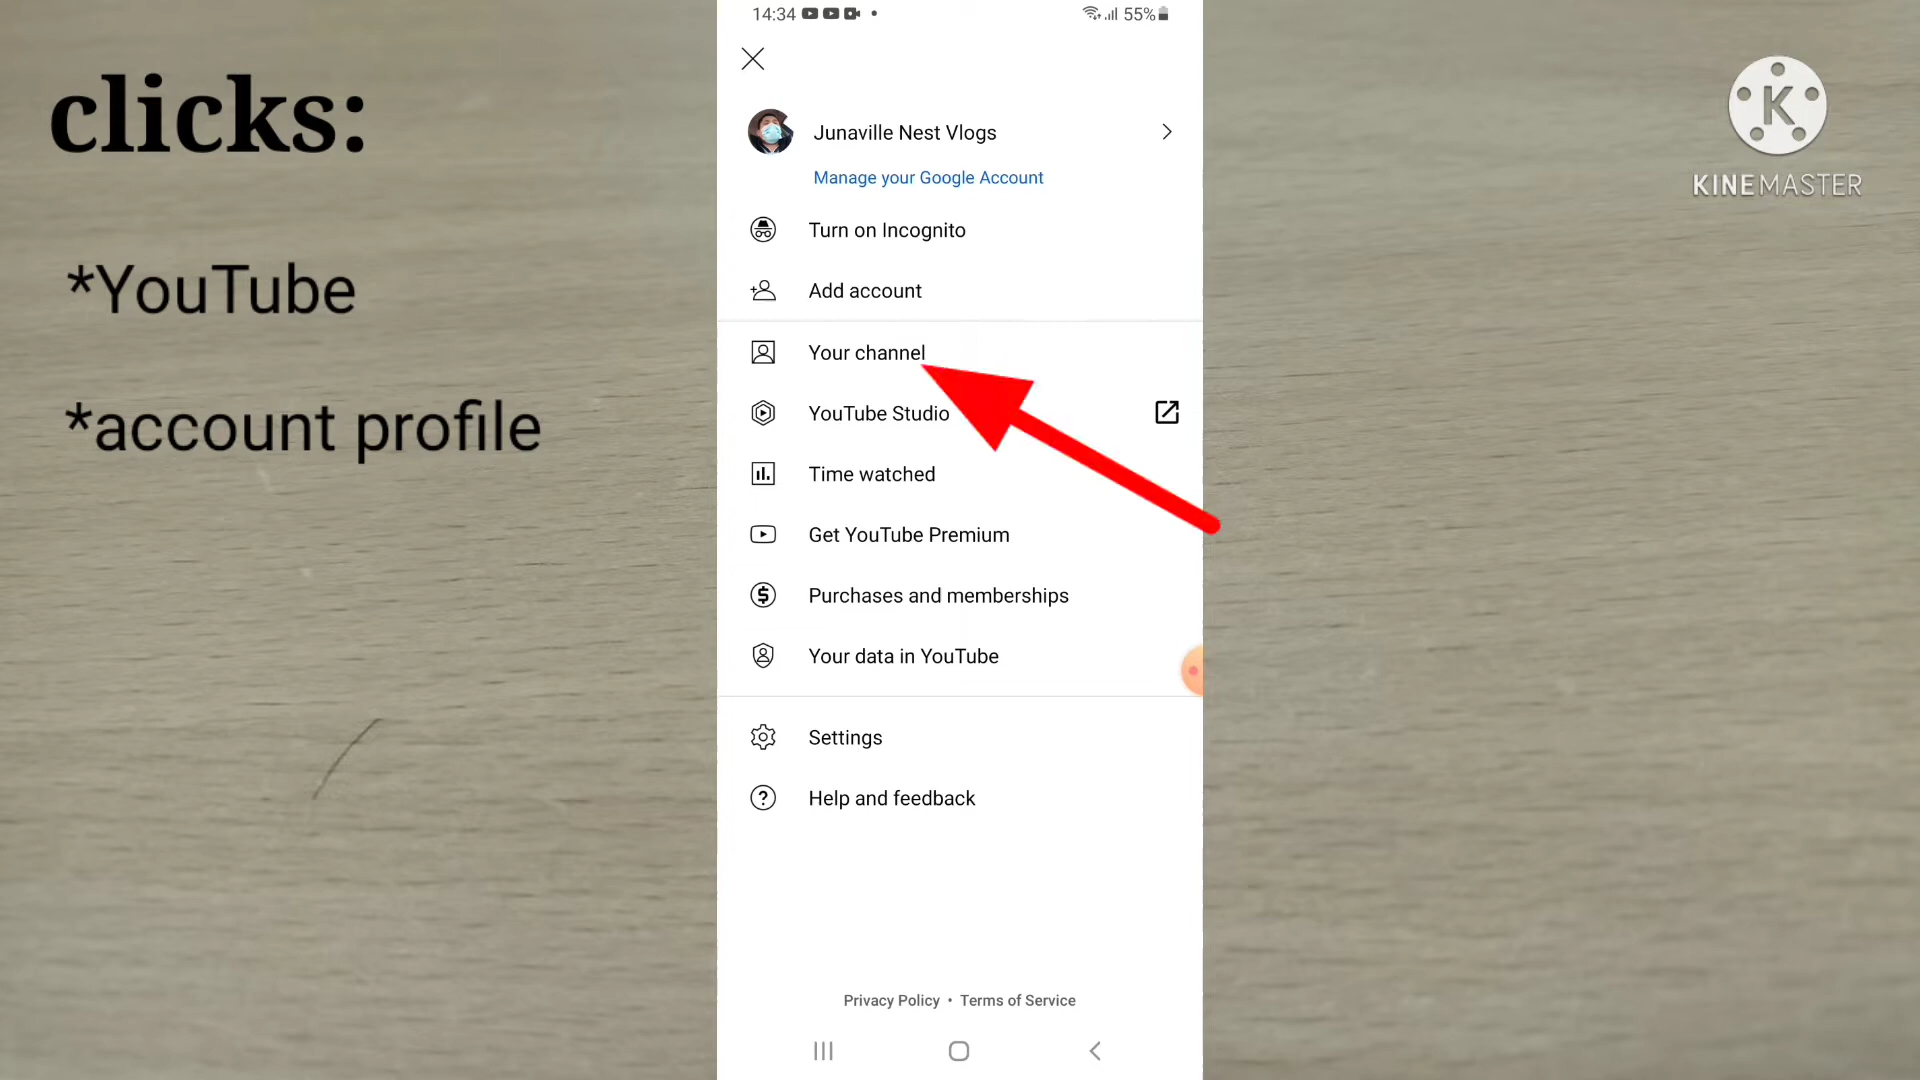 clicks:
*YouTube
*account profile
14:34
55%
Junaville Nest Vlogs
Manage your Google Account
Turn on Incognito
Add account
Your channel
YouTube Studio
Time watched
Get YouTube Premium
Purchases and memberships
Your data in YouTube
Settings
Help and feedback
Privacy Policy • Terms of Service
K
KINEMASTER